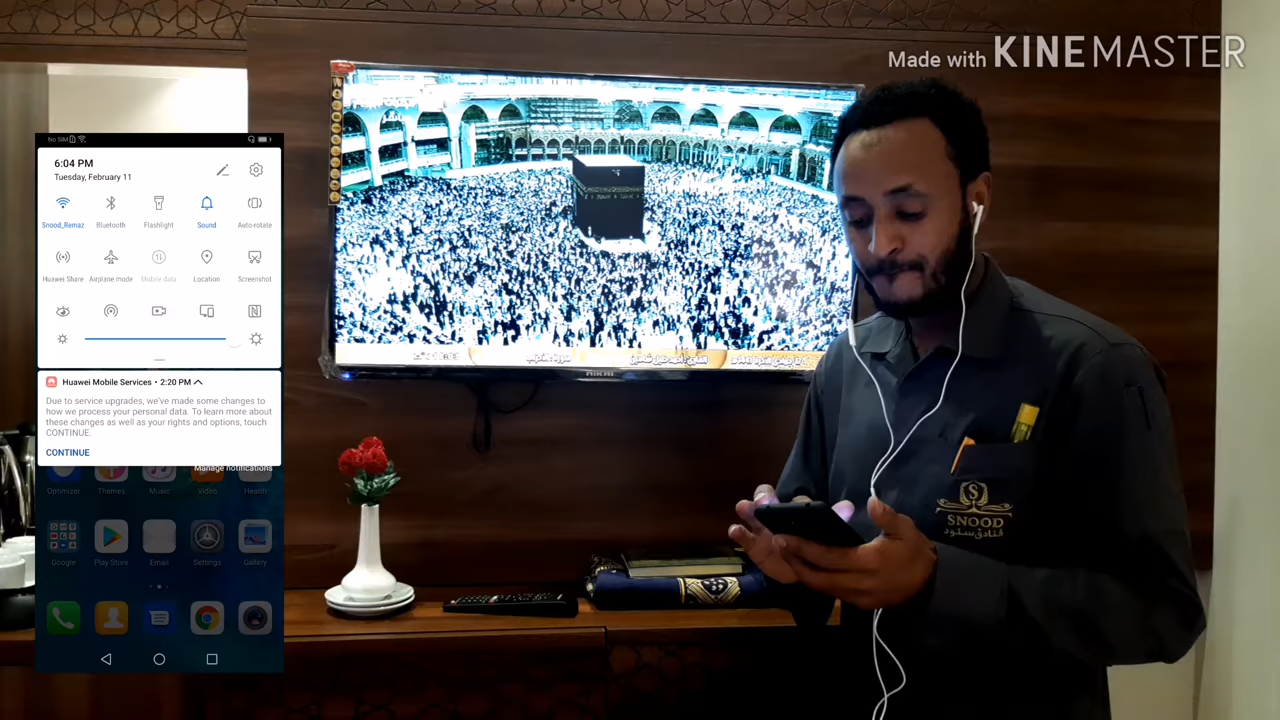 Made with KINEMASTER
No SIM
6:04 PM
Tuesday, February 11
Snood_Remaz
Bluetooth
Flashlight
Sound
Auto-rotate
Huawei Share
Airplane mode
Mobile data
Location
Screenshot
Huawei Mobile Services • 2:20 PM
Due to service upgrades, we've made some changes to
how we process your personal data. To learn more about
these changes as well as your rights and options, touch
CONTINUE.
CONTINUE
Manage notifications
Optimizer
Themes
Music
Video
Health
Google
Play Store
Email
Settings
Gallery
S
SNOOD
فنادق سنود